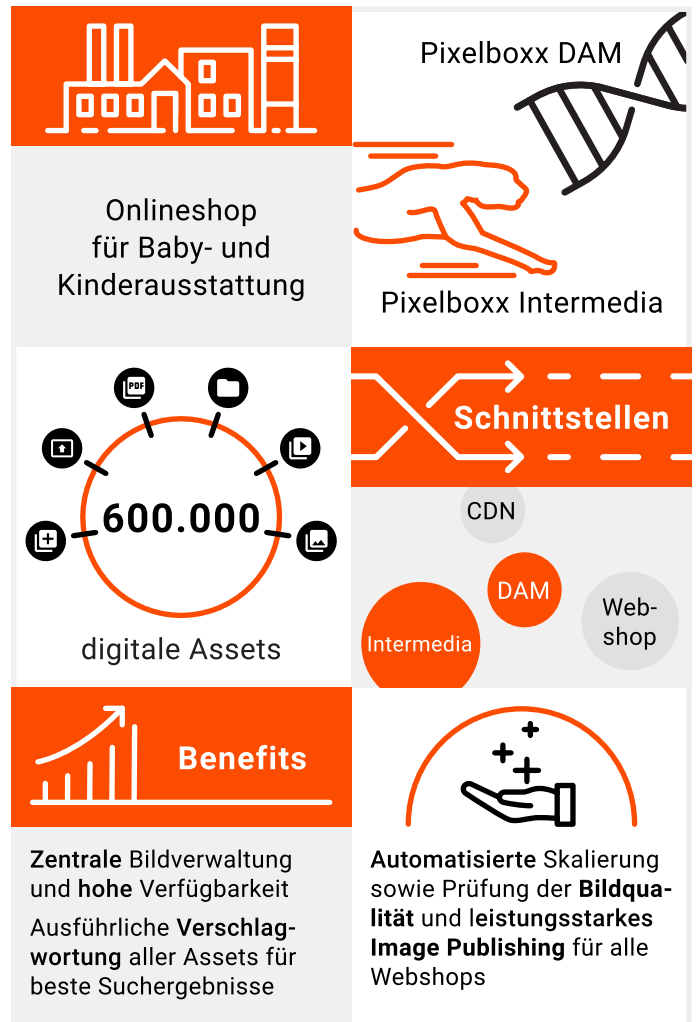 Pixelboxx DAM
Onlineshop
für Baby- und
Kinderausstattung
Pixelboxx Intermedia
PDF
600.000
digitale Assets
Schnittstellen
CDN
DAM
Web-
shop
Intermedia
Benefits
Zentrale Bildverwaltung
und hohe Verfügbarkeit
Ausführliche Verschlag-
wortung aller Assets für
beste Suchergebnisse
Automatisierte Skalierung
sowie Prüfung der Bildqua-
lität und leistungsstarkes
Image Publishing für alle
Webshops